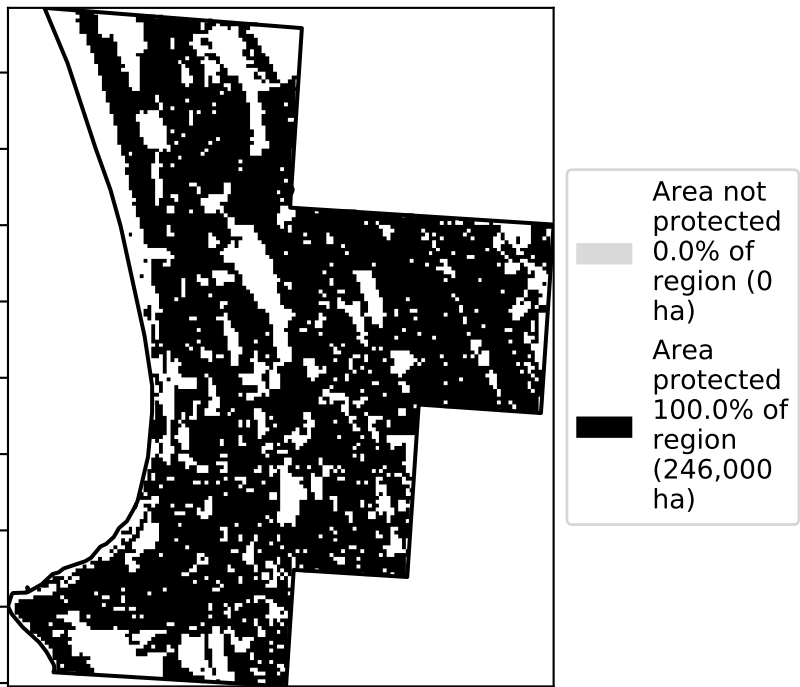 Area not
protected
0.0% of
region (0
ha)
Area
protected
100.0% of
region
(246,000
ha)